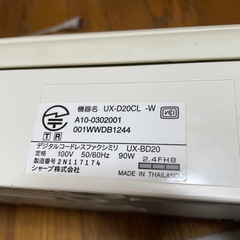 機器名 UX-D20CL -W
A10-0302001
001WWDB1244
T R
VCCI
デジタルコードレスファクシミリ UX-BD20
定格 100V 50/60Hz 90W 2.4FH8
製造番号 2N117174
シャープ株式会社 MADE IN THAILAND